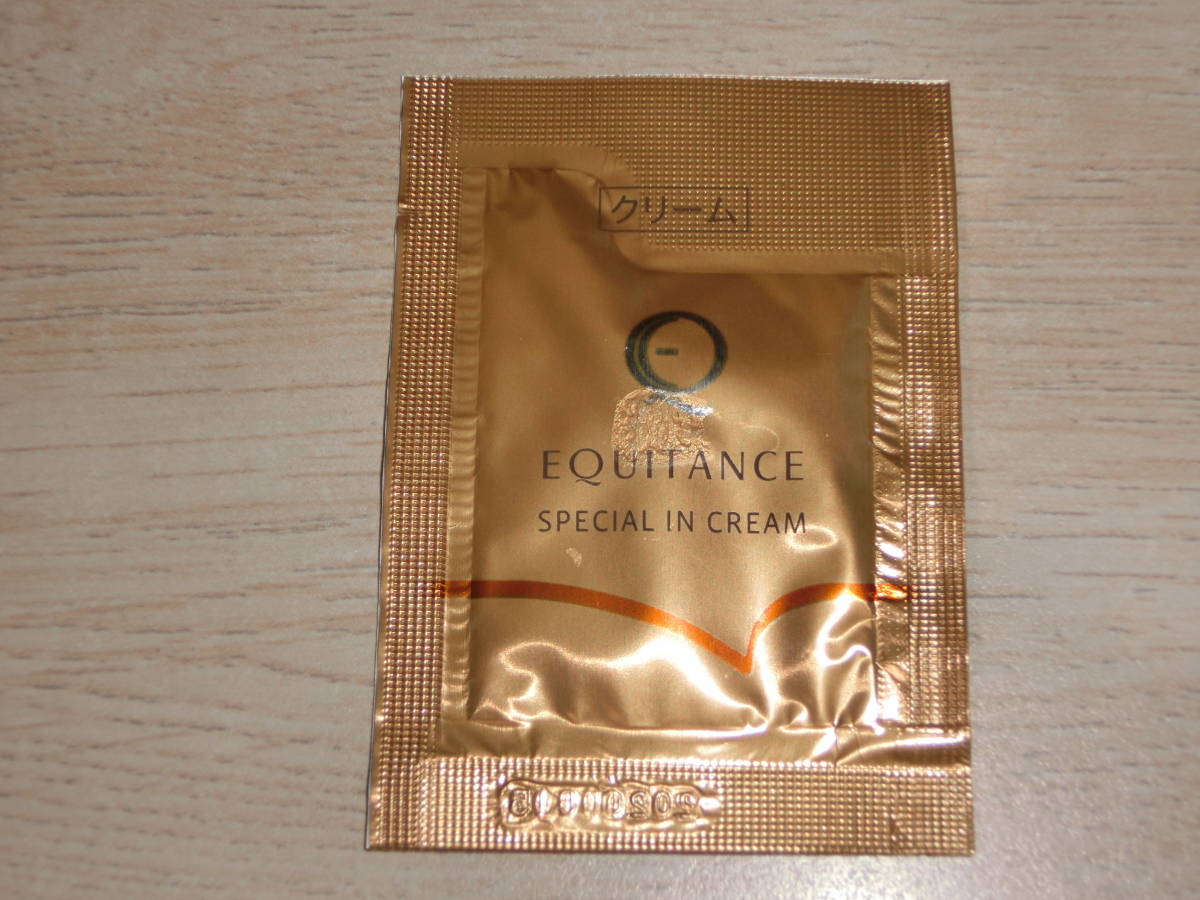 クリーム
EQUITANCE
SPECIAL IN CREAM